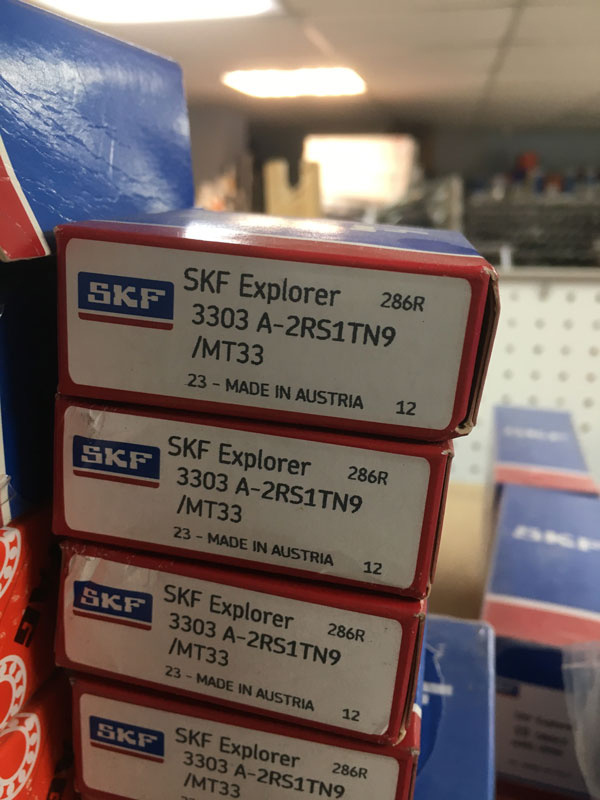 SKF
SKF Explorer 286R
3303 A-2RS1TN9
/MT33
23 - MADE IN AUSTRIA 12
SKF
SKF Explorer 286R
3303 A-2RS1TN9
/MT33
23 - MADE IN AUSTRIA 12
SKF
SKF Explorer 286R
3303 A-2RS1TN9
/MT33
23 - MADE IN AUSTRIA 12
SKF
SKF Explorer 286R
3303 A-2RS1TN9
/MT33
SKF